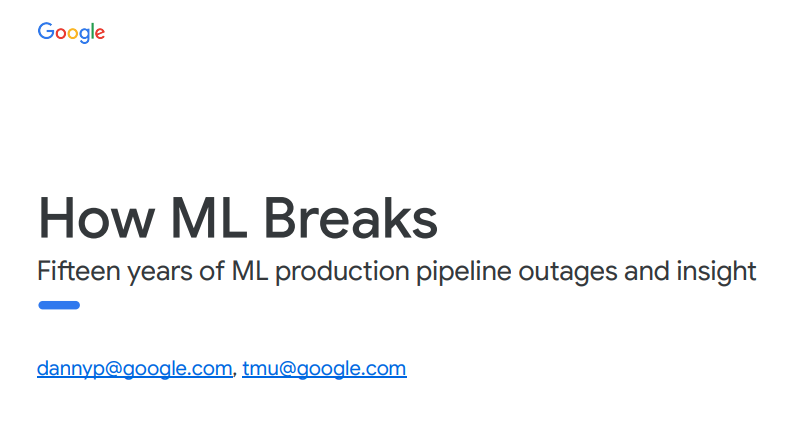 Google
How ML Breaks
Fifteen years of ML production pipeline outages and insight
dannyp@google.com, tmu@google.com